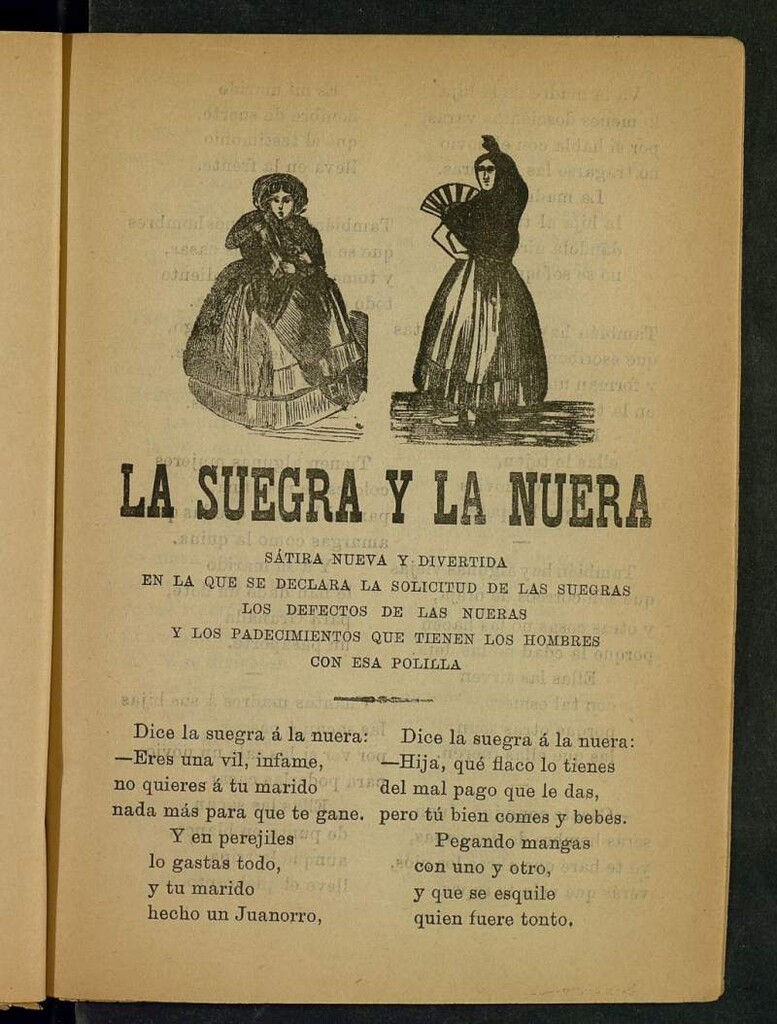 LA SUEGRA Y LA NUERA
SÁTIRA NUEVA Y DIVERTIDA
EN LA QUE SE DECLARA LA SOLICITUD DE LAS SUEGRAS
LOS DEFECTOS DE LAS NUERAS
Y LOS PADECIMIENTOS QUE TIENEN LOS HOMBRES
CON ESA POLILLA
Dice la suegra á la nuera:
—Eres una vil, infame,
no quieres á tu marido
nada más para que te gane.
Y en perejiles
lo gastas todo,
y tu marido
hecho un Juanorro,
Dice la suegra á la nuera:
—Hija, qué flaco lo tienes
del mal pago que le das,
pero tú bien comes y bebes.
Pegando mangas
con uno y otro,
y que se esquile
quien fuere tonto.